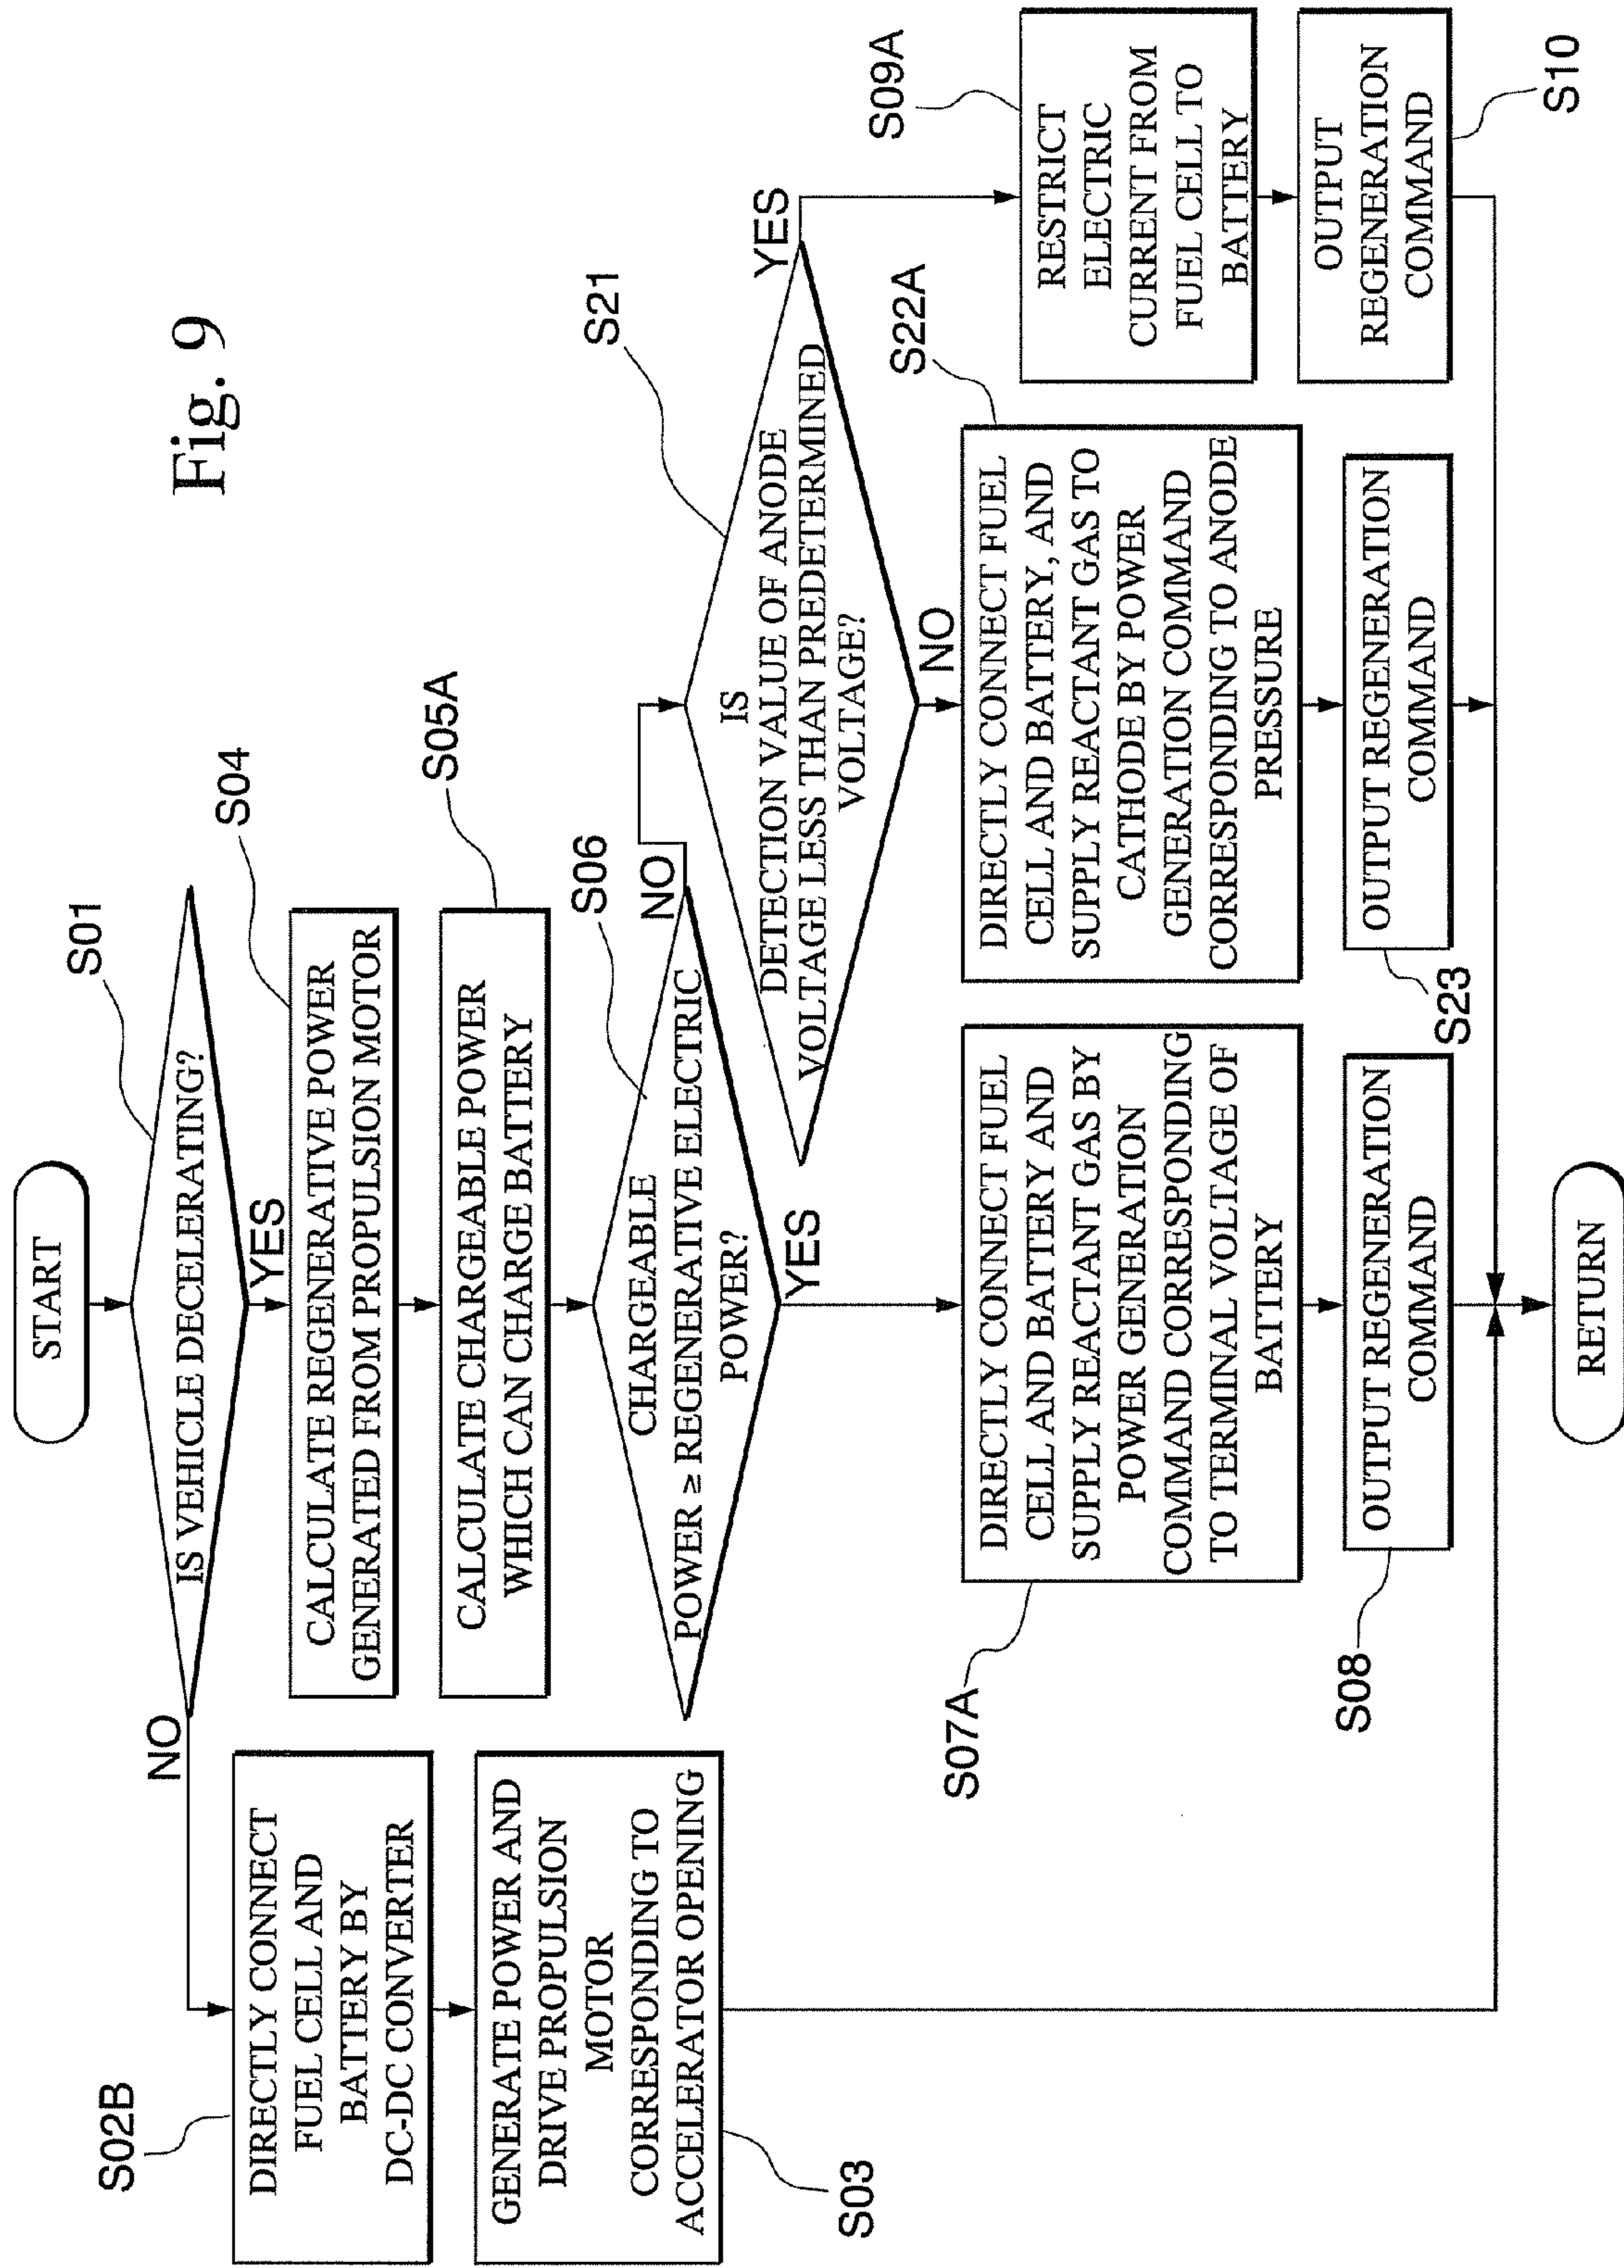 Fig. 9
START
S01
IS VEHICLE DECELERATING?
NO
YES
S02B
DIRECTLY CONNECT
FUEL CELL AND
BATTERY BY
DC-DC CONVERTER
GENERATE POWER AND
DRIVE PROPULSION
MOTOR
CORRESPONDING TO
ACCELERATOR OPENING
S03
S04
CALCULATE REGENERATIVE POWER
GENERATED FROM PROPULSION MOTOR
S05A
CALCULATE CHARGEABLE POWER
WHICH CAN CHARGE BATTERY
S06
CHARGEABLE
POWER ≥ REGENERATIVE ELECTRIC
POWER?
NO
YES
S07A
DIRECTLY CONNECT FUEL
CELL AND BATTERY AND
SUPPLY REACTANT GAS BY
POWER GENERATION
COMMAND CORRESPONDING
TO TERMINAL VOLTAGE OF
BATTERY
S08
OUTPUT REGENERATION
COMMAND
S21
IS
DETECTION VALUE OF ANODE
VOLTAGE LESS THAN PREDETERMINED
VOLTAGE?
YES
NO
S22A
DIRECTLY CONNECT FUEL
CELL AND BATTERY, AND
SUPPLY REACTANT GAS TO
CATHODE BY POWER
GENERATION COMMAND
CORRESPONDING TO ANODE
PRESSURE
OUTPUT REGENERATION
COMMAND
S23
S09A
RESTRICT
ELECTRIC
CURRENT FROM
FUEL CELL TO
BATTERY
OUTPUT
REGENERATION
COMMAND
S10
RETURN